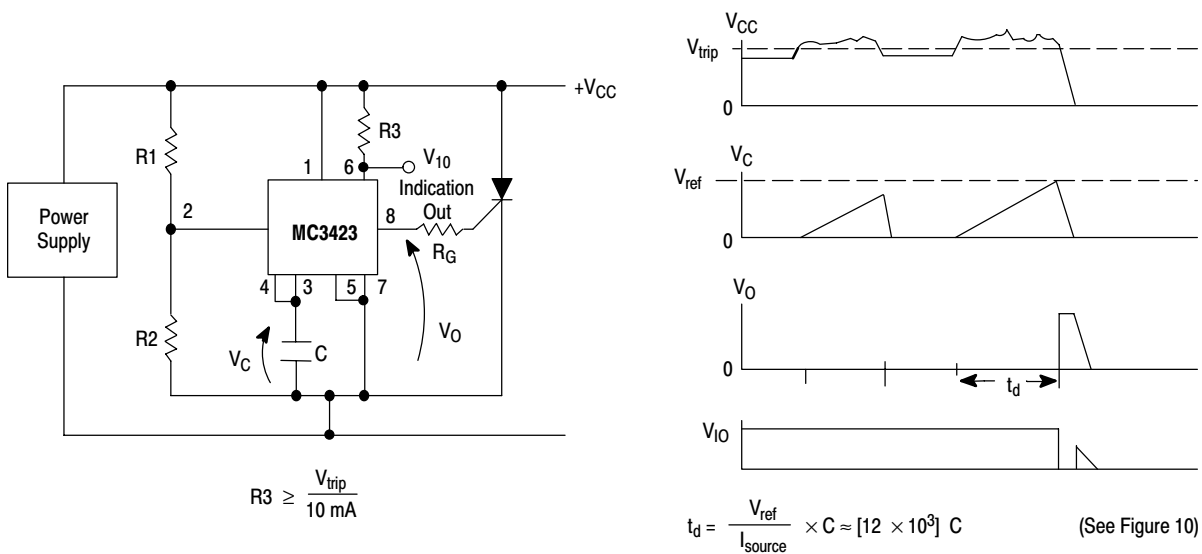 +VCC
R3
R1
1
6
V10
Indication
Out
2
8
Power
Supply
MC3423
RG
4
3
5
7
R2
VC
C
VO
R3 ≥ Vtrip / 10 mA
VCC
Vtrip
0
VC
Vref
0
VO
0
td
VIO
td = Vref / Isource × C ≈ [12 × 10³] C
(See Figure 10)